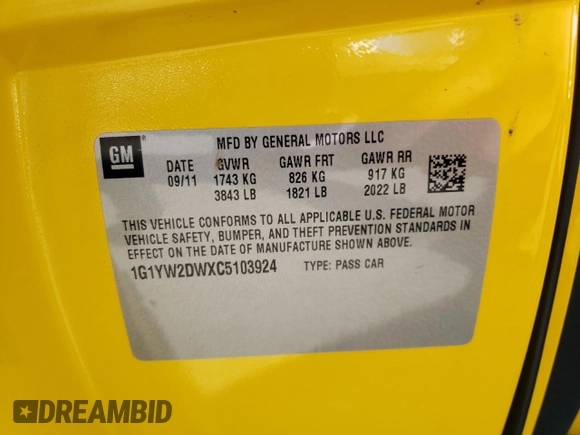 GM ®
MFD BY GENERAL MOTORS LLC
DATE GVWR GAWR FRT GAWR RR
09/11 1743 KG 826 KG 917 KG
3843 LB 1821 LB 2022 LB
THIS VEHICLE CONFORMS TO ALL APPLICABLE U.S. FEDERAL MOTOR
VEHICLE SAFETY, BUMPER, AND THEFT PREVENTION STANDARDS IN
EFFECT ON THE DATE OF MANUFACTURE SHOWN ABOVE.
1G1YW2DWXC5103924 TYPE: PASS CAR
DREAMBID